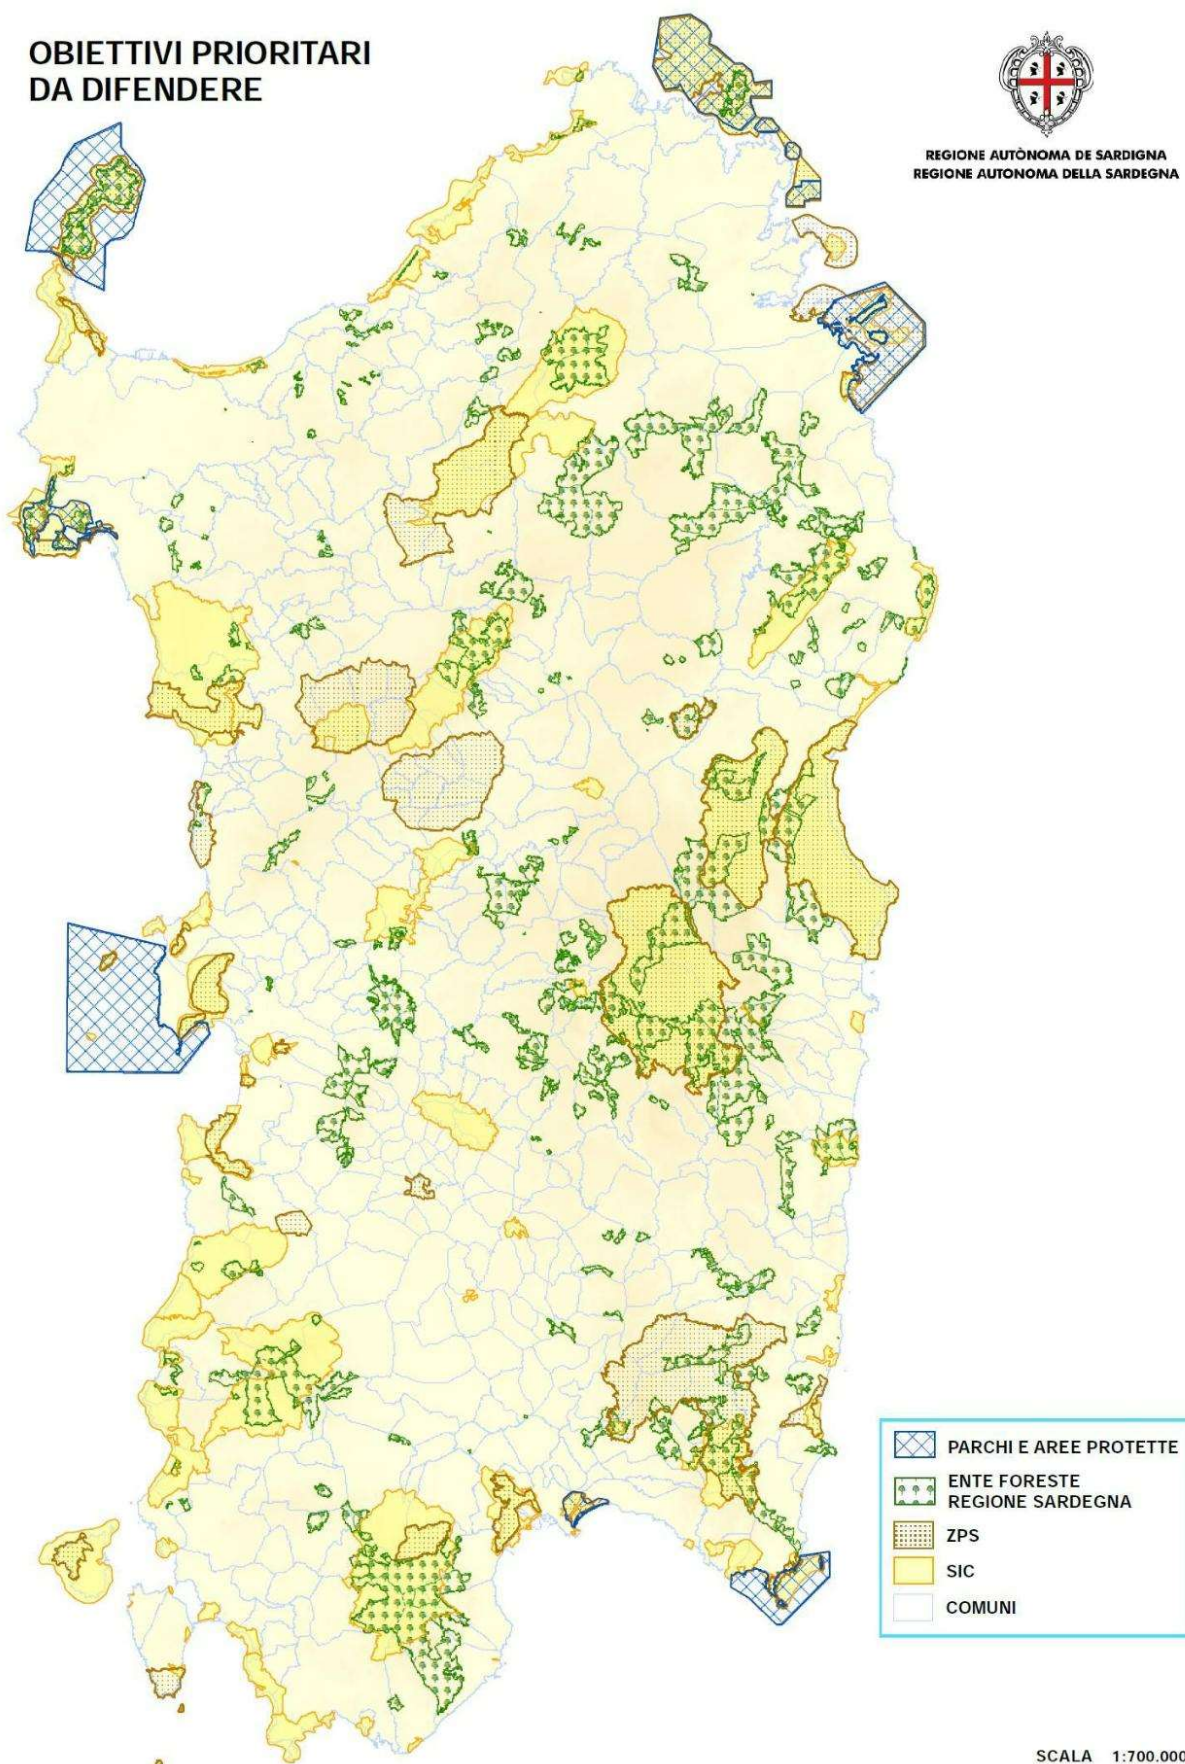 OBIETTIVI PRIORITARI
DA DIFENDERE
REGIONE AUTÒNOMA DE SARDIGNA
REGIONE AUTONOMA DELLA SARDEGNA
PARCHI E AREE PROTETTE
ENTE FORESTE
REGIONE SARDEGNA
ZPS
SIC
COMUNI
SCALA 1:700.000